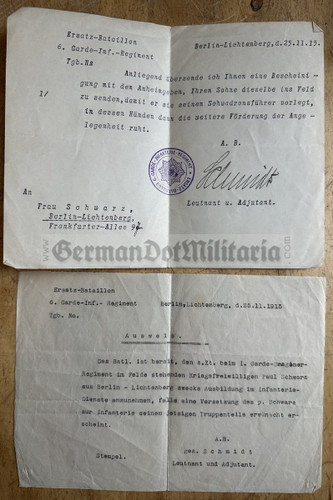 Ersatz-Bataillon
6. Garde-Inf.-Regiment
Tgb.No
Berlin-Lichtenberg, d.25.11.15.
Anliegend übersende ich Ihnen eine Bescheini-
gung mit dem Anheimgeben, Ihrem Sohne dieselbe ins Feld
1/ zu senden, damit er sie seinem Schwadronsführer vorlegt,
in dessen Händen dann die weitere Förderung der Ange-
legenheit ruht.
A. B.
Schmidt
Leutnant u. Adjutant.
An
Frau Schwarz,
Berlin-Lichtenberg.
Frankfurter-Allee
GermanDotMilitaria
Ersatz-Bataillon
6. Garde-Inf.- Regiment
Berlin, Lichtenberg, d.25.11.1915
Tgb. No.
Ausweis.
Das Batl. ist bereit, den z.Zt. beim 1. Garde-Dragoner-
Regiment im Felde stehenden Kriegsfreiwilligen Paul Schwarz
aus Berlin - Lichtenberg zwecks Ausbildung im Infanterie-
Dienste anzunehmen, falls eine Versetzung des p. Schwarz
zur Infanterie seinem jetzigen Truppenteile erwünscht er-
scheint.
A.B.
gez. Schmidt
Stempel.
Leutnant und Adjutant.